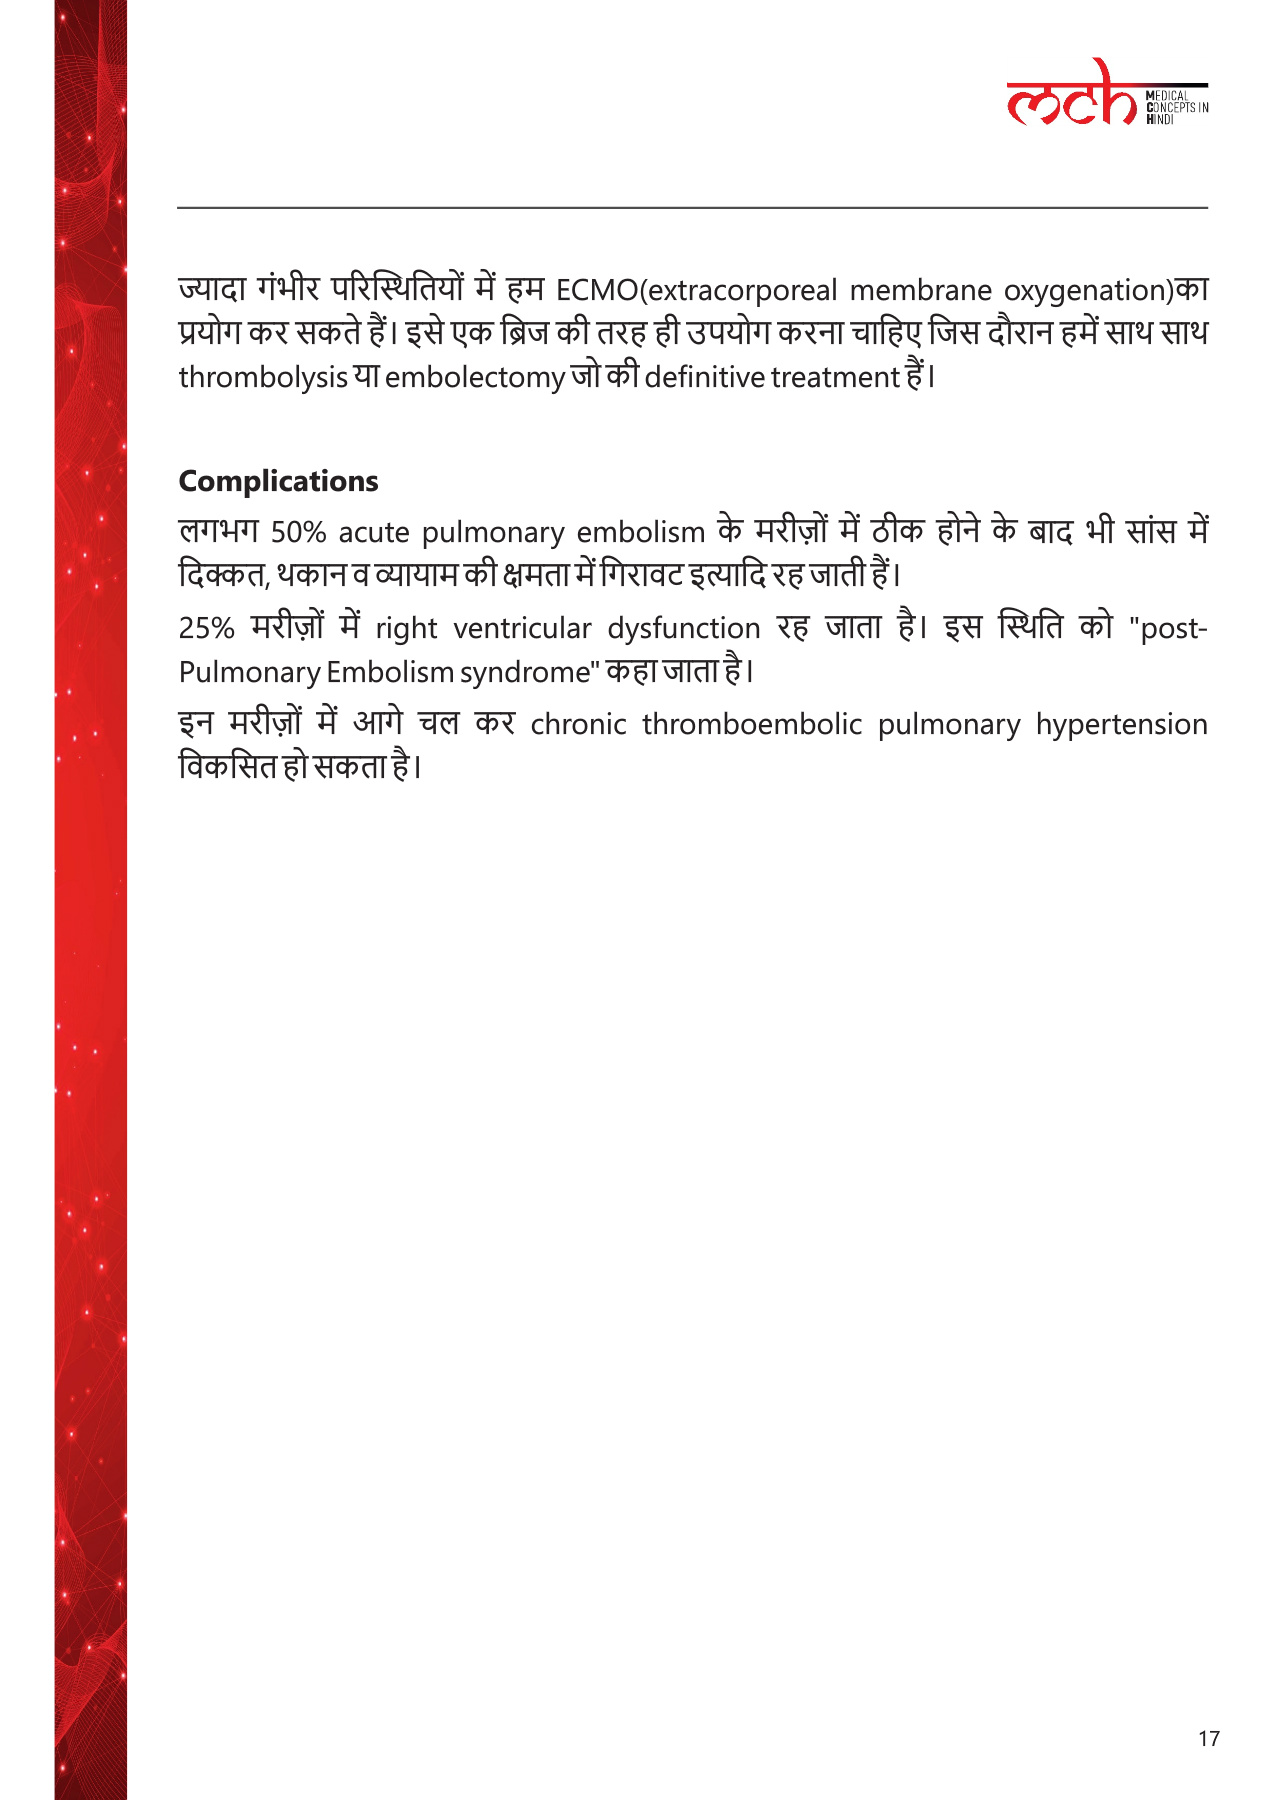 mch MEDICAL
CONCEPTS IN
HINDI
ज्यादा गंभीर परिस्थितियों में हम ECMO(extracorporeal membrane oxygenation)का
प्रयोग कर सकते हैं। इसे एक ब्रिज की तरह ही उपयोग करना चाहिए जिस दौरान हमें साथ साथ
thrombolysis या embolectomy जो की definitive treatment हैं।
Complications
लगभग 50% acute pulmonary embolism के मरीज़ों में ठीक होने के बाद भी सांस में
दिक्कत, थकान व व्यायाम की क्षमता में गिरावट इत्यादि रह जाती हैं।
25% मरीज़ों में right ventricular dysfunction रह जाता है। इस स्थिति को "post-
Pulmonary Embolism syndrome" कहा जाता है।
इन मरीज़ों में आगे चल कर chronic thromboembolic pulmonary hypertension
विकसित हो सकता है।
17